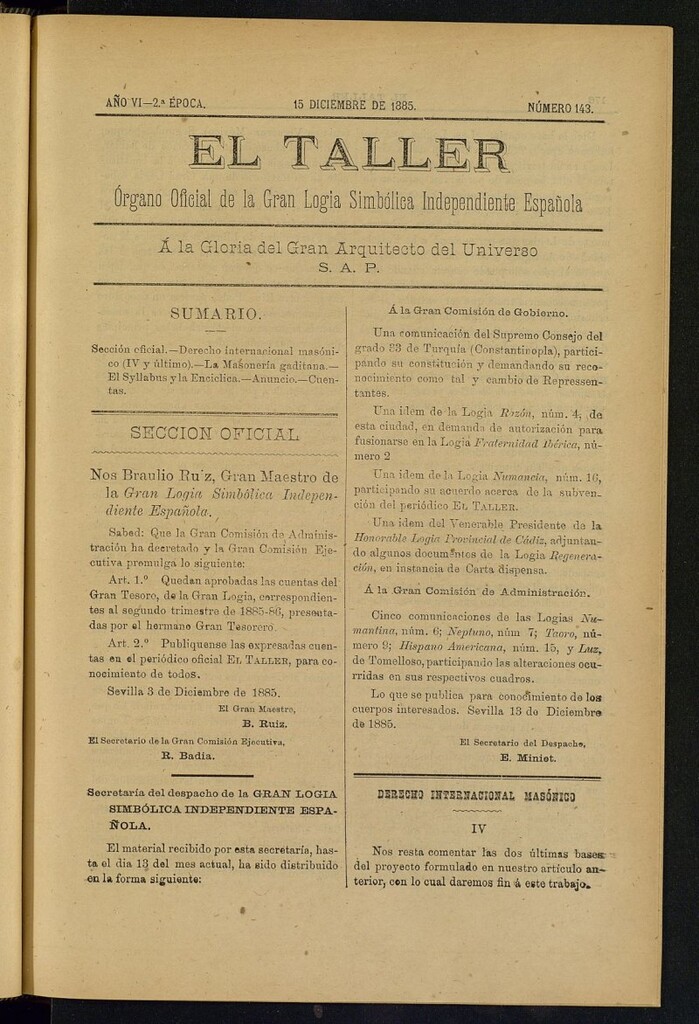 AÑO VI—2.ª ÉPOCA.
15 DICIEMBRE DE 1885.
NÚMERO 143.
EL TALLER
Órgano Oficial de la Gran Logia Simbólica Independiente Española
Á la Gloria del Gran Arquitecto del Universo
S. A. P.
SUMARIO.
Sección oficial.—Derecho internacional masóni-
co (IV y último).—La Masonería gaditana.—
El Syllabus y la Enciclica.—Anuncio.—Cuen-
tas.
SECCION OFICIAL
Nos Braulio Ruiz, Gran Maestro de
la Gran Logia Simbólica Indepen-
diente Española.
Sabed: Que la Gran Comisión de Adminis-
tración ha decretado y la Gran Comisión Eje-
cutiva promulga lo siguiente:
Art. 1.º Quedan aprobadas las cuentas del
Gran Tesoro, de la Gran Logia, correspondien-
tes al segundo trimestre de 1885-86, presenta-
das por el hermano Gran Tesorero.
Art. 2.º Publíquense las expresadas cuen-
tas en el periódico oficial EL TALLER, para co-
nocimiento de todos.
Sevilla 3 de Diciembre de 1885.
El Gran Maestro,
B. Ruiz.
El Secretario de la Gran Comisión Ejecutiva,
R. Badia.
Secretaría del despacho de la GRAN LOGIA
SIMBÓLICA INDEPENDIENTE ESPA-
ÑOLA.
El material recibido por esta secretaría, has-
ta el dia 13 del mes actual, ha sido distribuido
en la forma siguiente:
Á la Gran Comisión de Gobierno.
Una comunicación del Supremo Consejo del
grado 33 de Turquía (Constantinopla), partici-
pando su constitución y demandando su reco-
nocimiento como tal y cambio de Represen-
tantes.
Una idem de la Logia Razón, núm. 4, de
esta ciudad, en demanda de autorización para
fusionarse en la Logia Fraternidad Ibérica, nú-
mero 2
Una idem de la Logia Numancia, núm. 16,
participando su acuerdo acerca de la subven-
ción del periódico EL TALLER.
Una idem del Venerable Presidente de la
Honorable Logia Provincial de Cádiz, adjuntan-
do algunos documentos de la Logia Regenera-
ción, en instancia de Carta dispensa.
Á la Gran Comisión de Administración.
Cinco comunicaciones de las Logias Nu-
mantina, núm. 6; Neptuno, núm 7; Taoro, nú-
mero 9; Hispano Americana, núm. 15, y Luz,
de Tomelloso, participando las alteraciones ocu-
rridas en sus respectivos cuadros.
Lo que se publica para conocimiento de los
cuerpos interesados. Sevilla 13 de Diciembre
de 1885.
El Secretario del Despacho,
E. Miniet.
DERECHO INTERNACIONAL MASÓNICO
IV
Nos resta comentar las dos últimas bases
del proyecto formulado en nuestro artículo an-
terior, con lo cual daremos fin á este trabajo.